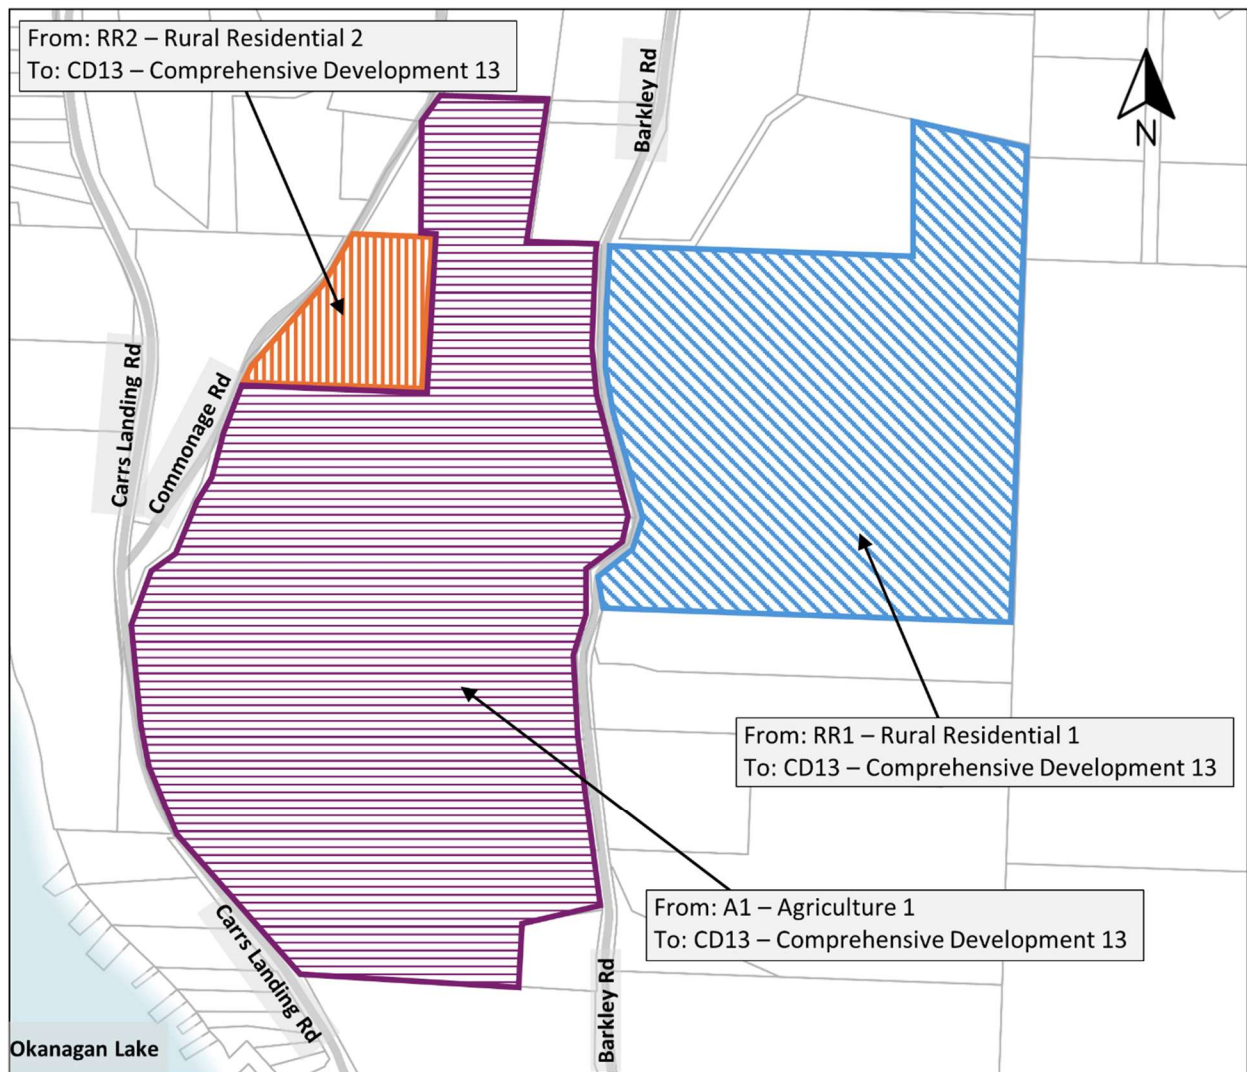 From: RR2 – Rural Residential 2
To: CD13 – Comprehensive Development 13
Barkley Rd
N
Carrs Landing Rd
Commonage Rd
From: RR1 – Rural Residential 1
To: CD13 – Comprehensive Development 13
From: A1 – Agriculture 1
To: CD13 – Comprehensive Development 13
Carrs Landing Rd
Barkley Rd
Okanagan Lake